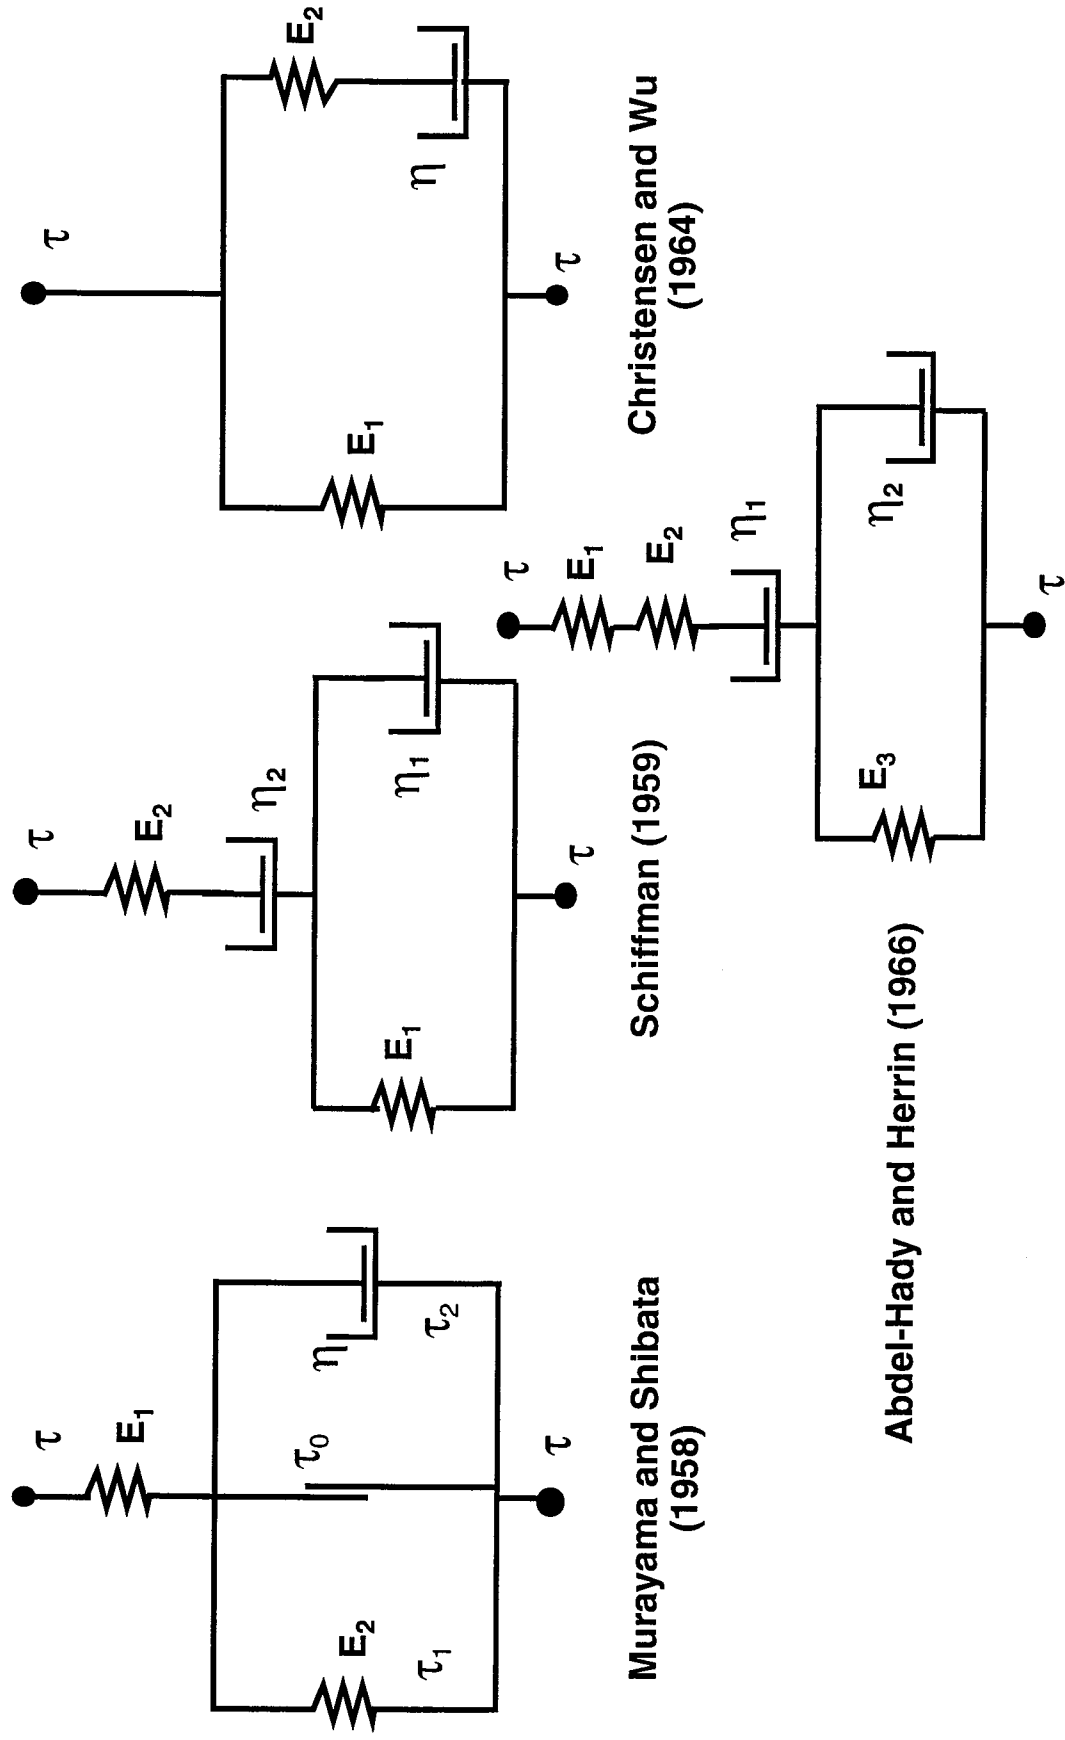 τ
E1
τ0
η
E2
τ1
τ2
τ
Murayama and Shibata
(1958)
τ
E2
η2
E1
η1
τ
Schiffman (1959)
τ
E2
E1
η
τ
Christensen and Wu
(1964)
τ
E1
E2
η1
E3
η2
τ
Abdel-Hady and Herrin (1966)